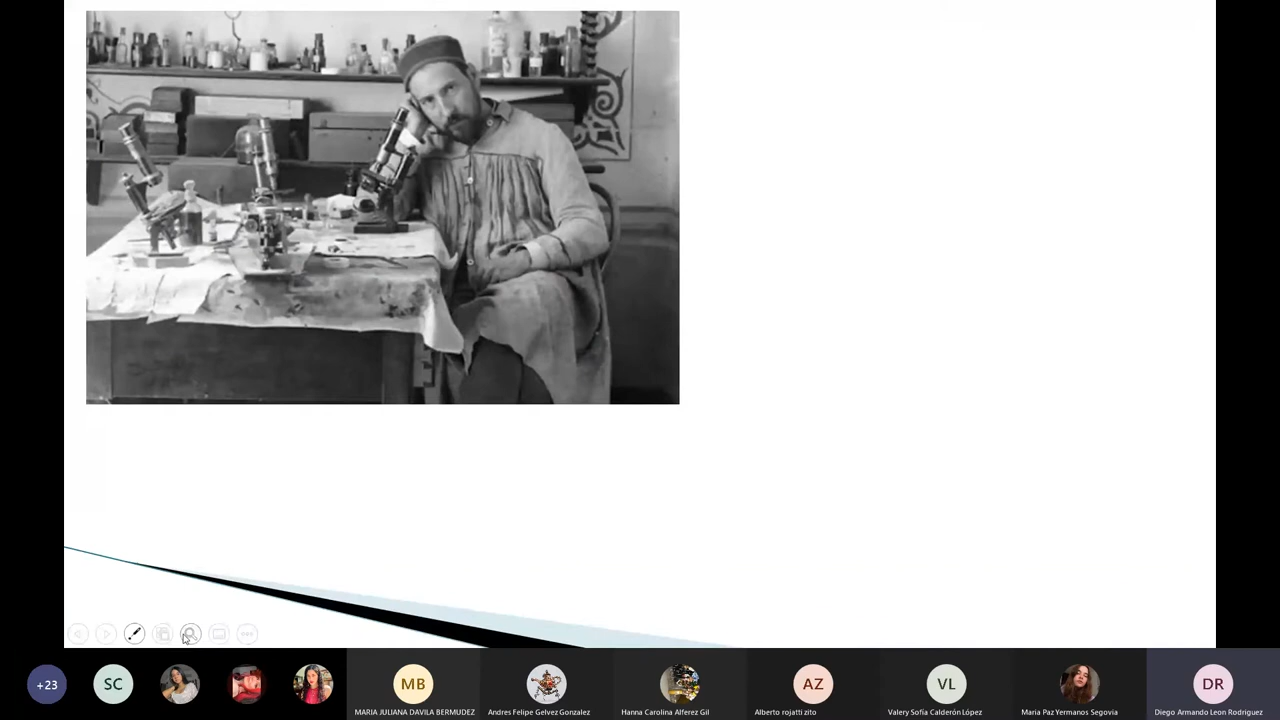 +23
SC
MB
MARIA JULIANA DAVILA BERMUDEZ
Andres Felipe Gelvez Gonzalez
Hanna Carolina Alferez Gil
AZ
Alberto rojatti zito
VL
Valery Sofía Calderón López
Maria Paz Yermanos Segovia
DR
Diego Armando Leon Rodriguez